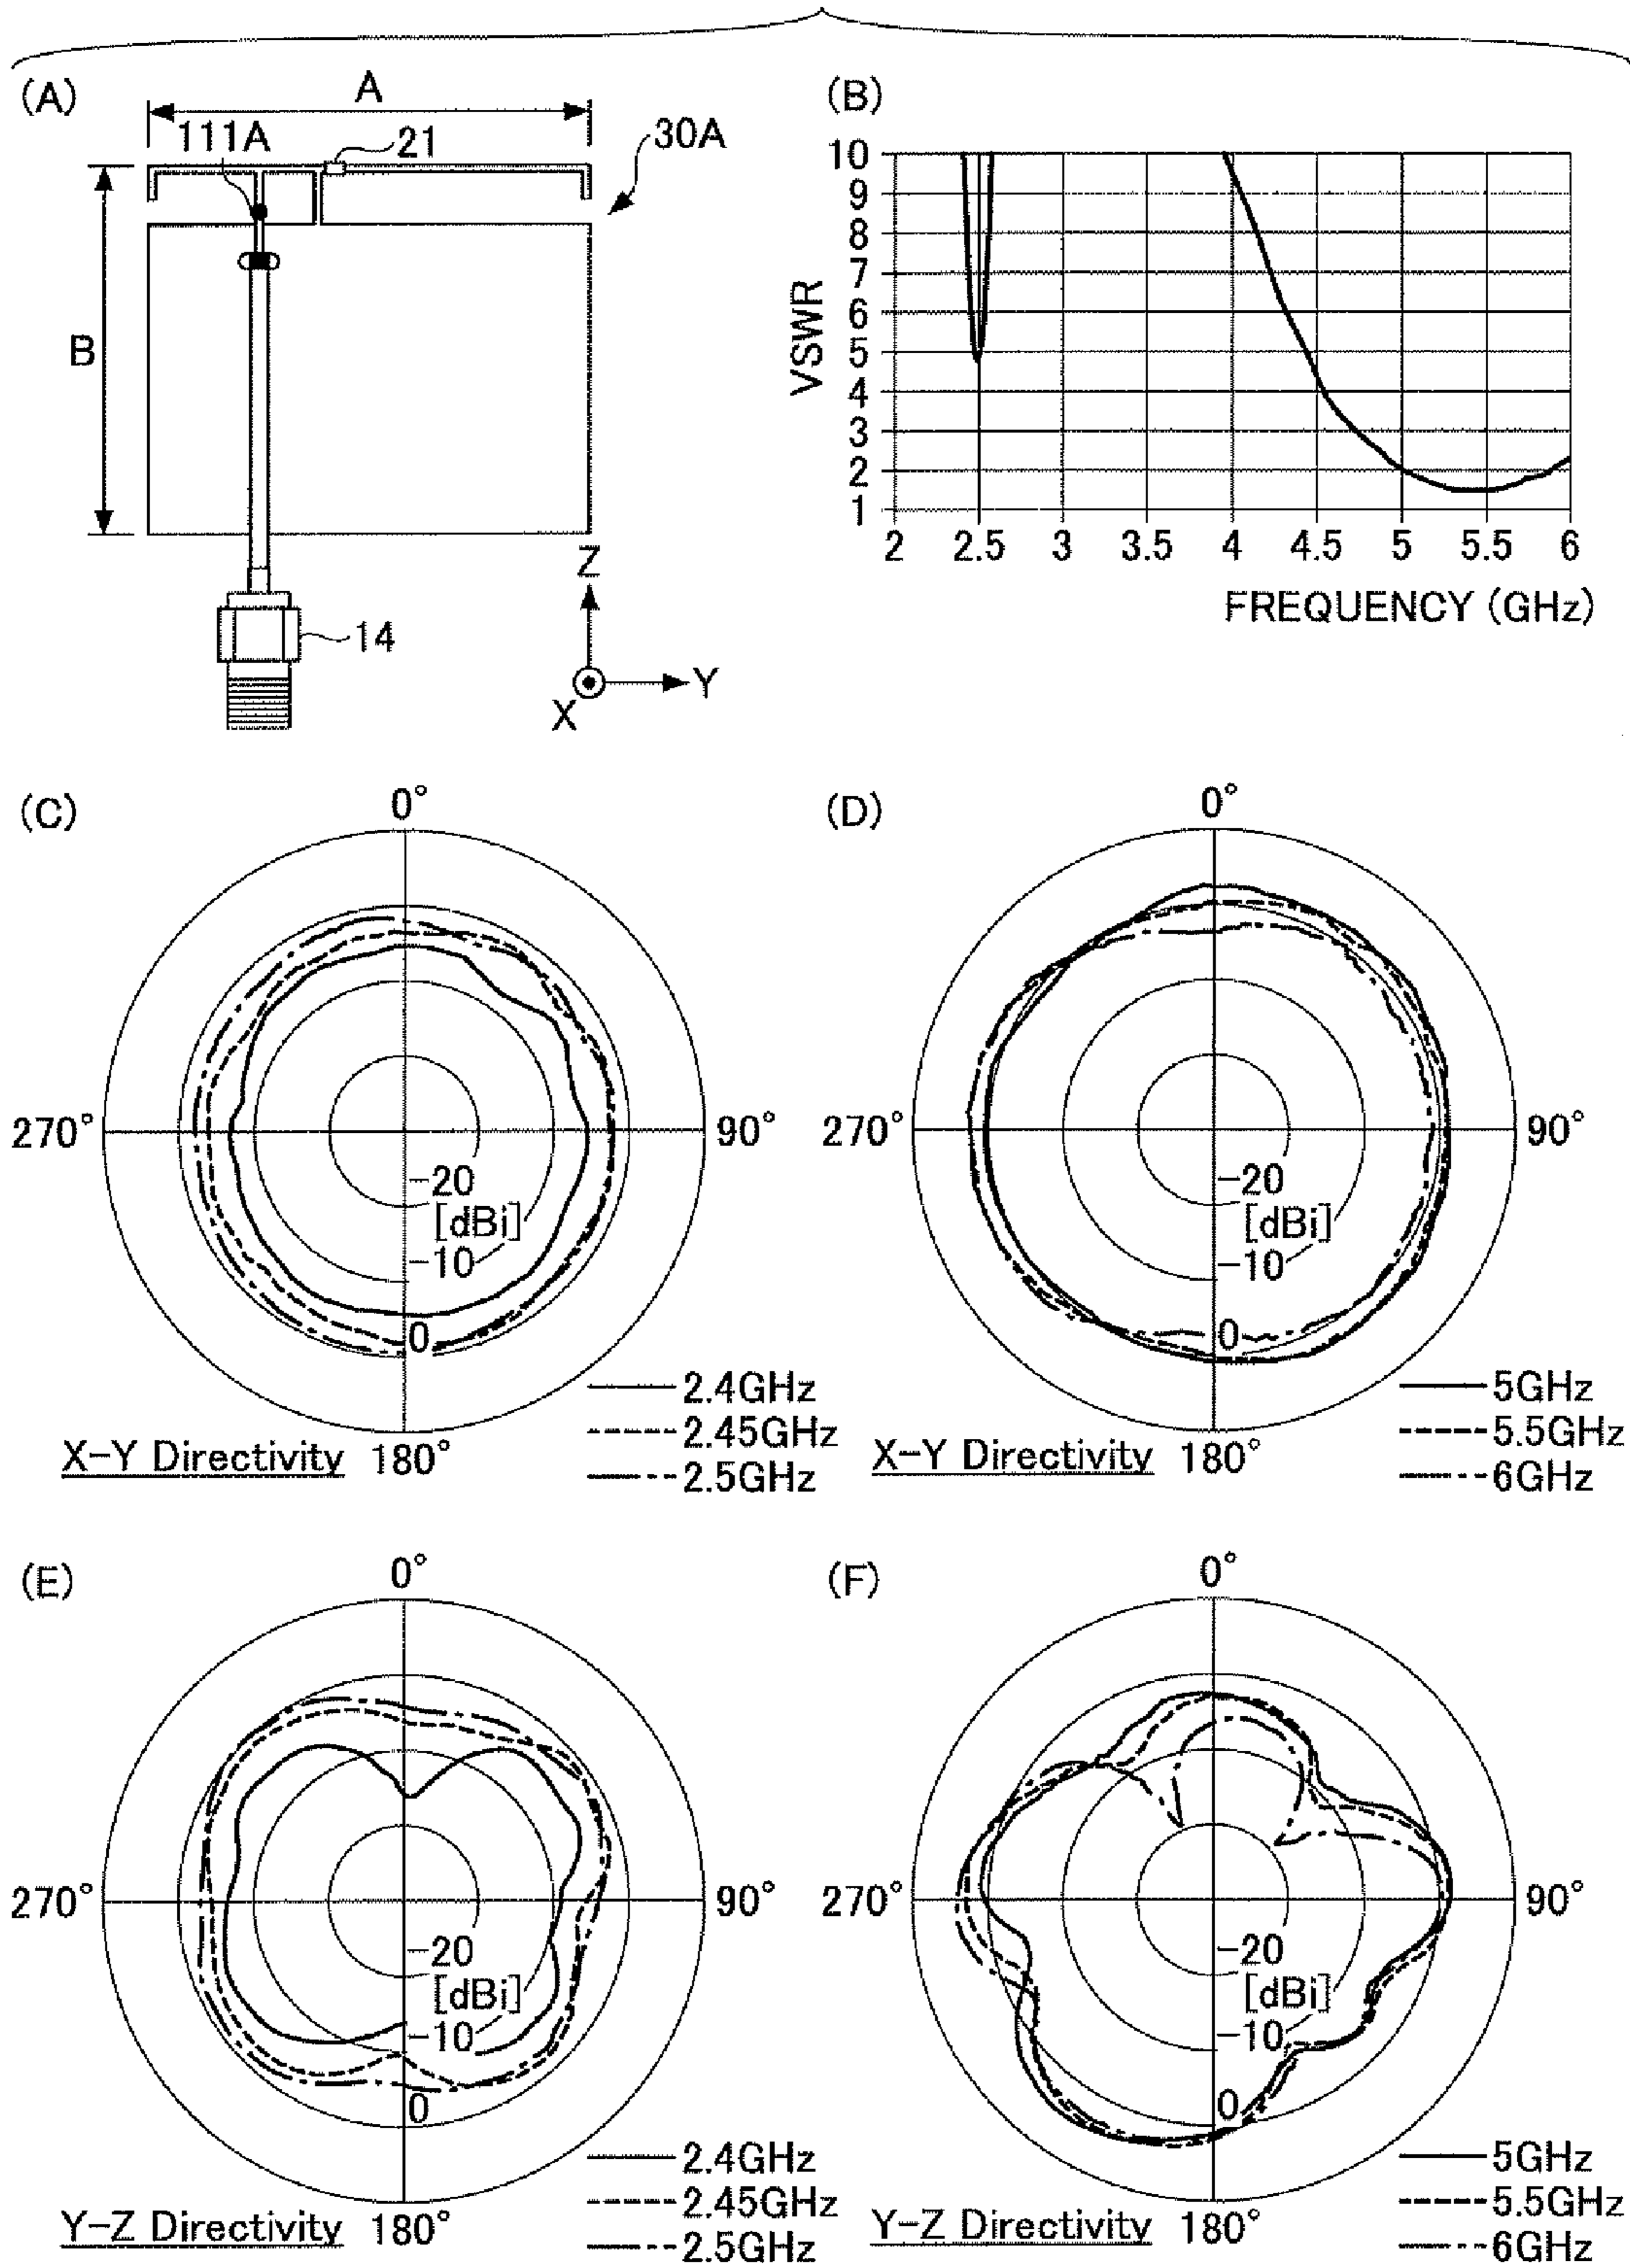 (A)
A
111A
21
30A
B
14
Z
Y
X
(B)
VSWR
10
9
8
7
6
5
4
3
2
1
2 2.5 3 3.5 4 4.5 5 5.5 6
FREQUENCY (GHz)
(C)
0°
270°
90°
-20
[dBi]
-10
0
2.4GHz
2.45GHz
2.5GHz
X-Y Directivity 180°
(D)
0°
270°
90°
-20
[dBi]
-10
0
5GHz
5.5GHz
6GHz
X-Y Directivity 180°
(E)
0°
270°
90°
-20
[dBi]
-10
0
2.4GHz
2.45GHz
2.5GHz
Y-Z Directivity 180°
(F)
0°
270°
90°
-20
[dBi]
-10
0
5GHz
5.5GHz
6GHz
Y-Z Directivity 180°